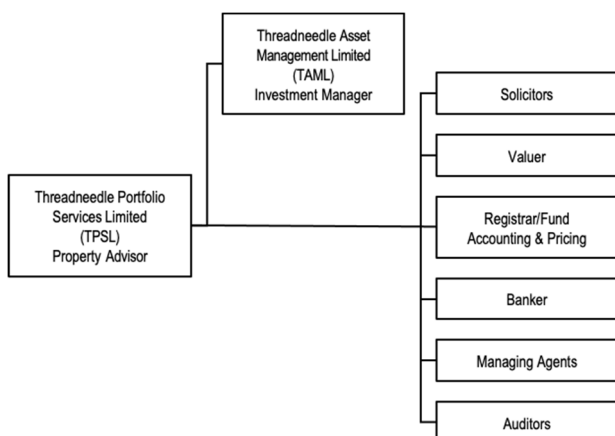 Threadneedle Asset
Management Limited
(TAML)
Investment Manager
Solicitors
Valuer
Threadneedle Portfolio
Services Limited
(TPSL)
Property Advisor
Registrar/Fund
Accounting & Pricing
Banker
Managing Agents
Auditors